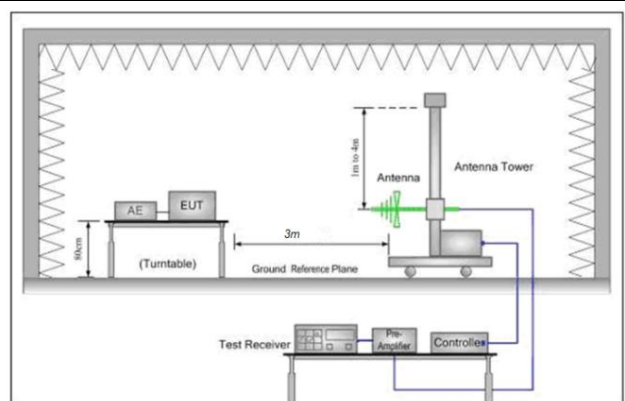 1m to 4m
Antenna
Antenna Tower
AE
EUT
3m
80cm
(Turntable)
Ground Reference Plane
Test Receiver
Pre-
Amplifier
Controller